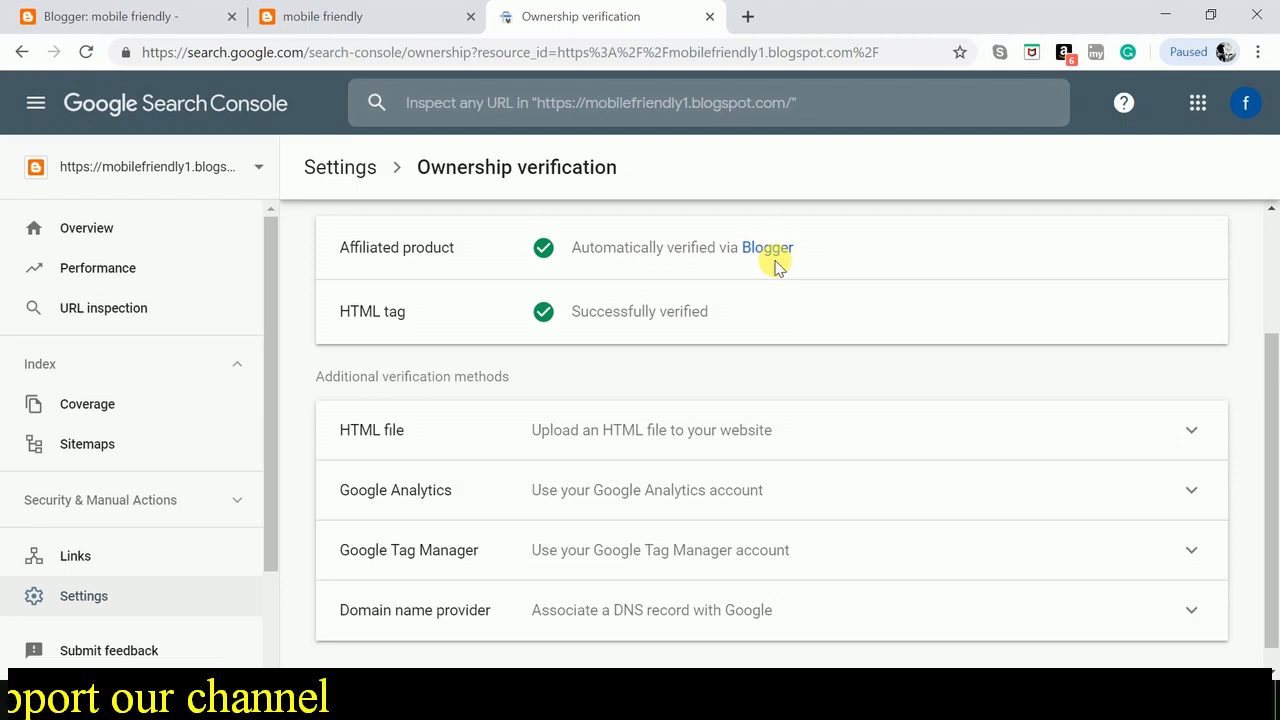 Blogger: mobile friendly -
mobile friendly
Ownership verification
https://search.google.com/search-console/ownership?resource_id=https%3A%2F%2Fmobilefriendly1.blogspot.com%2F
6
my
Paused
Google Search Console
Inspect any URL in "https://mobilefriendly1.blogspot.com/"
f
https://mobilefriendly1.blogs...
Settings > Ownership verification
Overview
Performance
URL inspection
Index
Coverage
Sitemaps
Security & Manual Actions
Links
Settings
Submit feedback
Affiliated product Automatically verified via Blogger
HTML tag Successfully verified
Additional verification methods
HTML file Upload an HTML file to your website
Google Analytics Use your Google Analytics account
Google Tag Manager Use your Google Tag Manager account
Domain name provider Associate a DNS record with Google
pport our channel